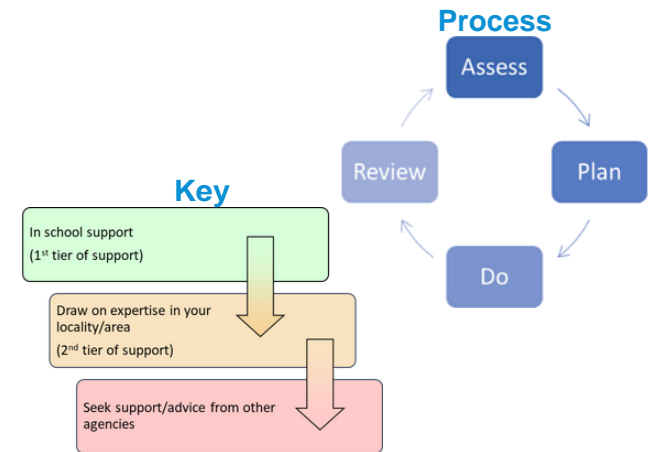 Process
Assess
Plan
Do
Review
Key
In school support
(1st tier of support)
Draw on expertise in your
locality/area
(2nd tier of support)
Seek support/advice from other
agencies